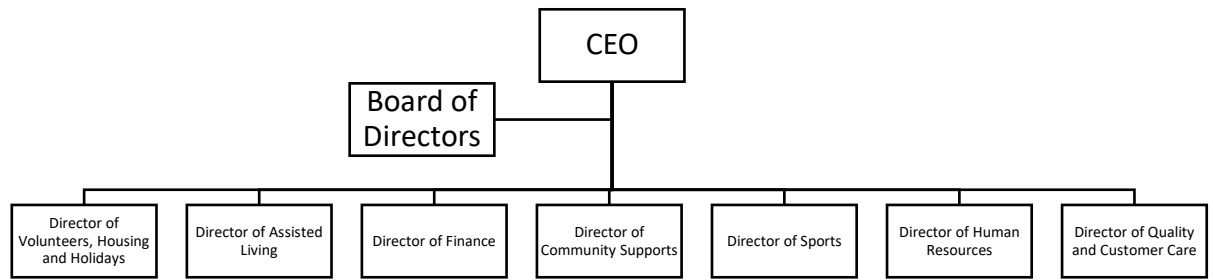 CEO
Board of
Directors
Director of
Volunteers, Housing
and Holidays
Director of Assisted
Living
Director of Finance
Director of
Community Supports
Director of Sports
Director of Human
Resources
Director of Quality
and Customer Care